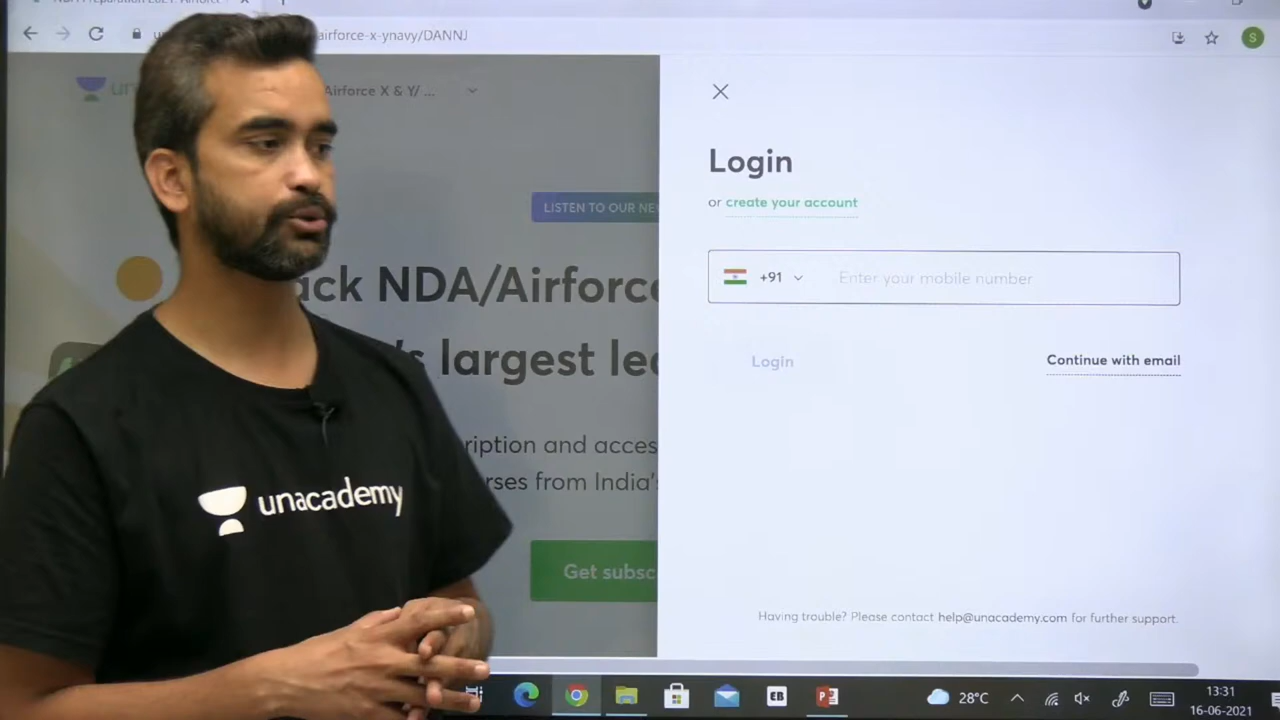 airforce-x-ynavy/DANNJ
S
un
Airforce X & Y/ ...
LISTEN TO OUR NE
ack NDA/Airforc
's largest le
ription and acces
rses from India's
Get subsc
unacademy
Login
or create your account
+91
Enter your mobile number
Login
Continue with email
Having trouble? Please contact help@unacademy.com for further support.
EB
P
28°C
13:31
16-06-2021